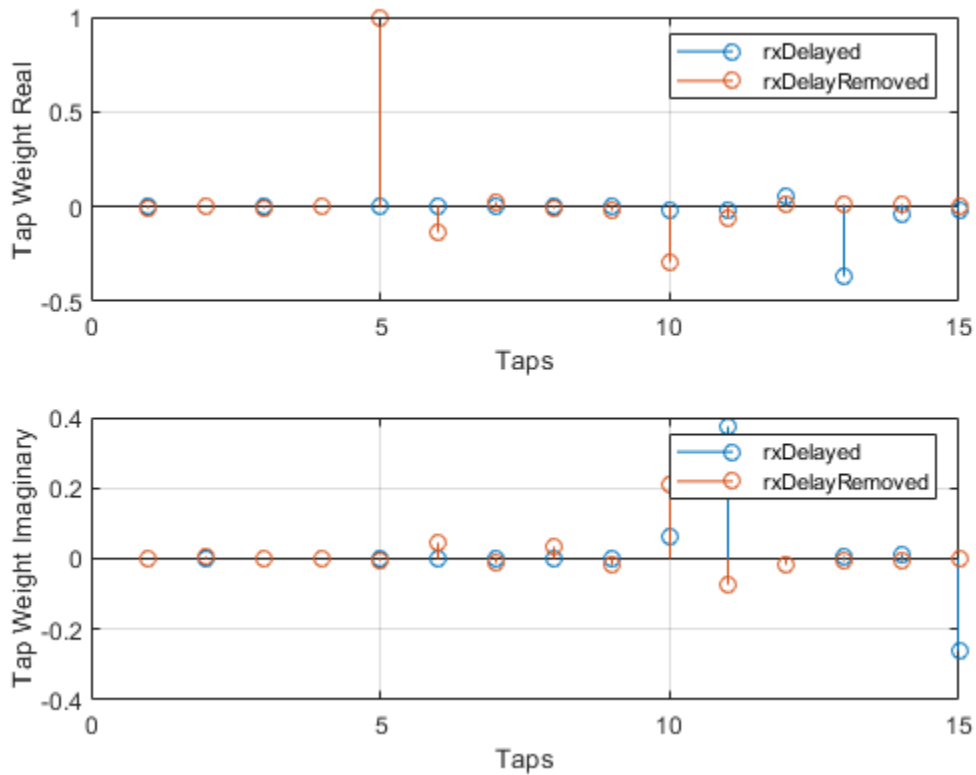 1
0.5
0
-0.5
Tap Weight Real
rxDelayed
rxDelayRemoved
0 5 10 15
Taps
0.4
0.2
0
-0.2
-0.4
Tap Weight Imaginary
rxDelayed
rxDelayRemoved
0 5 10 15
Taps